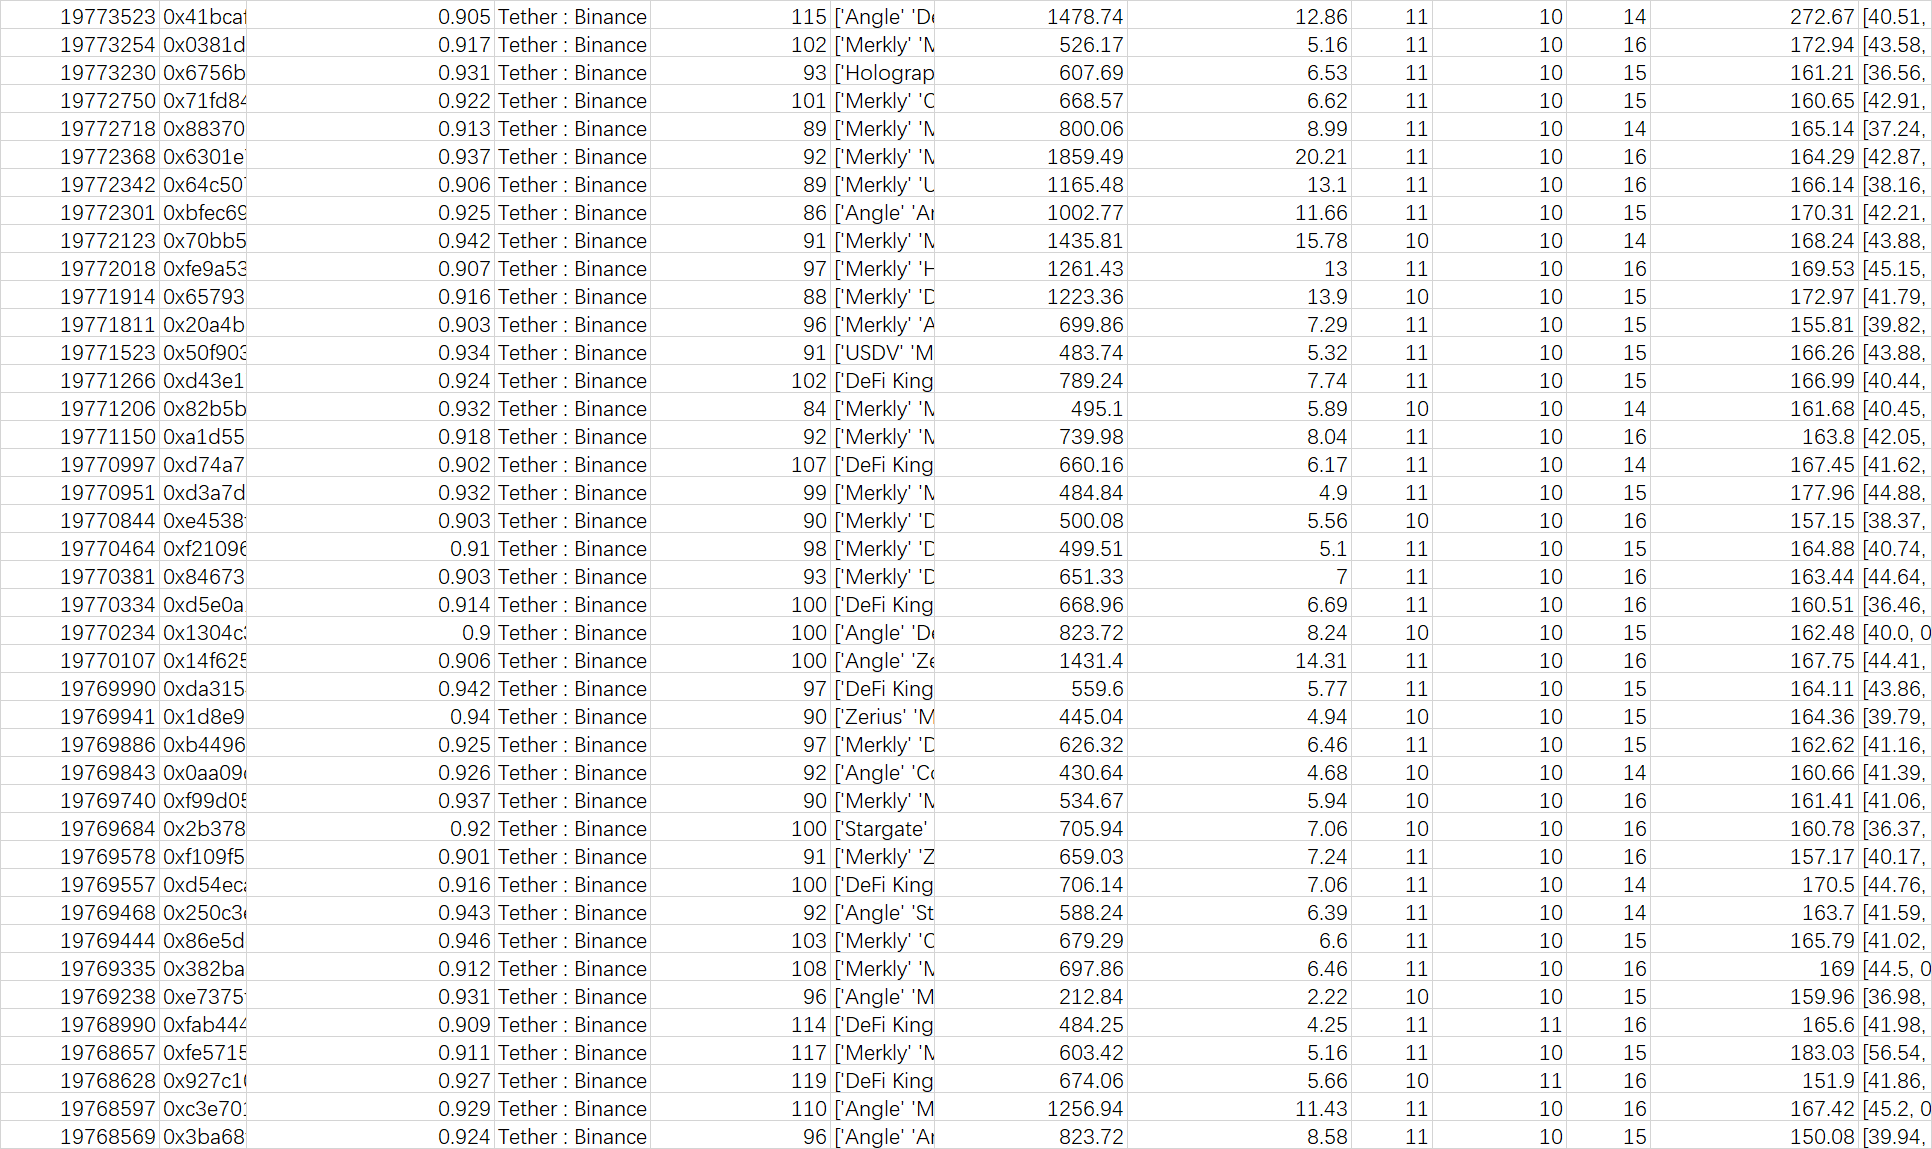 19773523 0x41bcaf 0.905 Tether : Binance 115 ['Angle' 'De 1478.74 12.86 11 10 14 272.67 [40.51,
19773254 0x0381d 0.917 Tether : Binance 102 ['Merkly' 'M 526.17 5.16 11 10 16 172.94 [43.58,
19773230 0x6756b 0.931 Tether : Binance 93 ['Holograp 607.69 6.53 11 10 15 161.21 [36.56,
19772750 0x71fd84 0.922 Tether : Binance 101 ['Merkly' 'C 668.57 6.62 11 10 15 160.65 [42.91,
19772718 0x88370 0.913 Tether : Binance 89 ['Merkly' 'M 800.06 8.99 11 10 14 165.14 [37.24,
19772368 0x6301e 0.937 Tether : Binance 92 ['Merkly' 'M 1859.49 20.21 11 10 16 164.29 [42.87,
19772342 0x64c507 0.906 Tether : Binance 89 ['Merkly' 'U 1165.48 13.1 11 10 16 166.14 [38.16,
19772301 0xbfec69 0.925 Tether : Binance 86 ['Angle' 'Ar 1002.77 11.66 11 10 15 170.31 [42.21,
19772123 0x70bb5 0.942 Tether : Binance 91 ['Merkly' 'M 1435.81 15.78 10 10 14 168.24 [43.88,
19772018 0xfe9a53 0.907 Tether : Binance 97 ['Merkly' 'H 1261.43 13 11 10 16 169.53 [45.15,
19771914 0x65793 0.916 Tether : Binance 88 ['Merkly' 'D 1223.36 13.9 10 10 15 172.97 [41.79,
19771811 0x20a4b 0.903 Tether : Binance 96 ['Merkly' 'A 699.86 7.29 11 10 15 155.81 [39.82,
19771523 0x50f903 0.934 Tether : Binance 91 ['USDV' 'M 483.74 5.32 11 10 15 166.26 [43.88,
19771266 0xd43e1 0.924 Tether : Binance 102 ['DeFi King 789.24 7.74 11 10 15 166.99 [40.44,
19771206 0x82b5b 0.932 Tether : Binance 84 ['Merkly' 'M 495.1 5.89 10 10 14 161.68 [40.45,
19771150 0xa1d55 0.918 Tether : Binance 92 ['Merkly' 'M 739.98 8.04 11 10 16 163.8 [42.05,
19770997 0xd74a7 0.902 Tether : Binance 107 ['DeFi King 660.16 6.17 11 10 14 167.45 [41.62,
19770951 0xd3a7d 0.932 Tether : Binance 99 ['Merkly' 'M 484.84 4.9 11 10 15 177.96 [44.88,
19770844 0xe4538 0.903 Tether : Binance 90 ['Merkly' 'D 500.08 5.56 10 10 16 157.15 [38.37,
19770464 0xf21096 0.91 Tether : Binance 98 ['Merkly' 'D 499.51 5.1 11 10 15 164.88 [40.74,
19770381 0x84673 0.903 Tether : Binance 93 ['Merkly' 'D 651.33 7 11 10 16 163.44 [44.64,
19770334 0xd5e0a 0.914 Tether : Binance 100 ['DeFi King 668.96 6.69 11 10 16 160.51 [36.46,
19770234 0x1304c3 0.9 Tether : Binance 100 ['Angle' 'De 823.72 8.24 10 10 15 162.48 [40.0, 0
19770107 0x14f625 0.906 Tether : Binance 100 ['Angle' 'Ze 1431.4 14.31 11 10 16 167.75 [44.41,
19769990 0xda315 0.942 Tether : Binance 97 ['DeFi King 559.6 5.77 11 10 15 164.11 [43.86,
19769941 0x1d8e9 0.94 Tether : Binance 90 ['Zerius' 'M 445.04 4.94 10 10 15 164.36 [39.79,
19769886 0xb4496 0.925 Tether : Binance 97 ['Merkly' 'D 626.32 6.46 11 10 15 162.62 [41.16,
19769843 0x0aa09c 0.926 Tether : Binance 92 ['Angle' 'Co 430.64 4.68 10 10 14 160.66 [41.39,
19769740 0xf99d05 0.937 Tether : Binance 90 ['Merkly' 'M 534.67 5.94 10 10 16 161.41 [41.06,
19769684 0x2b378 0.92 Tether : Binance 100 ['Stargate' 705.94 7.06 10 10 16 160.78 [36.37,
19769578 0xf109f5 0.901 Tether : Binance 91 ['Merkly' 'Z 659.03 7.24 11 10 16 157.17 [40.17,
19769557 0xd54eca 0.916 Tether : Binance 100 ['DeFi King 706.14 7.06 11 10 14 170.5 [44.76,
19769468 0x250c3e 0.943 Tether : Binance 92 ['Angle' 'St 588.24 6.39 11 10 14 163.7 [41.59,
19769444 0x86e5d 0.946 Tether : Binance 103 ['Merkly' 'C 679.29 6.6 11 10 15 165.79 [41.02,
19769335 0x382ba 0.912 Tether : Binance 108 ['Merkly' 'M 697.86 6.46 11 10 16 169 [44.5, 0
19769238 0xe7375 0.931 Tether : Binance 96 ['Angle' 'M 212.84 2.22 10 10 15 159.96 [36.98,
19768990 0xfab444 0.909 Tether : Binance 114 ['DeFi King 484.25 4.25 11 11 16 165.6 [41.98,
19768657 0xfe5715 0.911 Tether : Binance 117 ['Merkly' 'M 603.42 5.16 11 10 15 183.03 [56.54,
19768628 0x927c10 0.927 Tether : Binance 119 ['DeFi King 674.06 5.66 10 11 16 151.9 [41.86,
19768597 0xc3e701 0.929 Tether : Binance 110 ['Angle' 'M 1256.94 11.43 11 10 16 167.42 [45.2, 0
19768569 0x3ba68 0.924 Tether : Binance 96 ['Angle' 'Ar 823.72 8.58 11 10 15 150.08 [39.94,